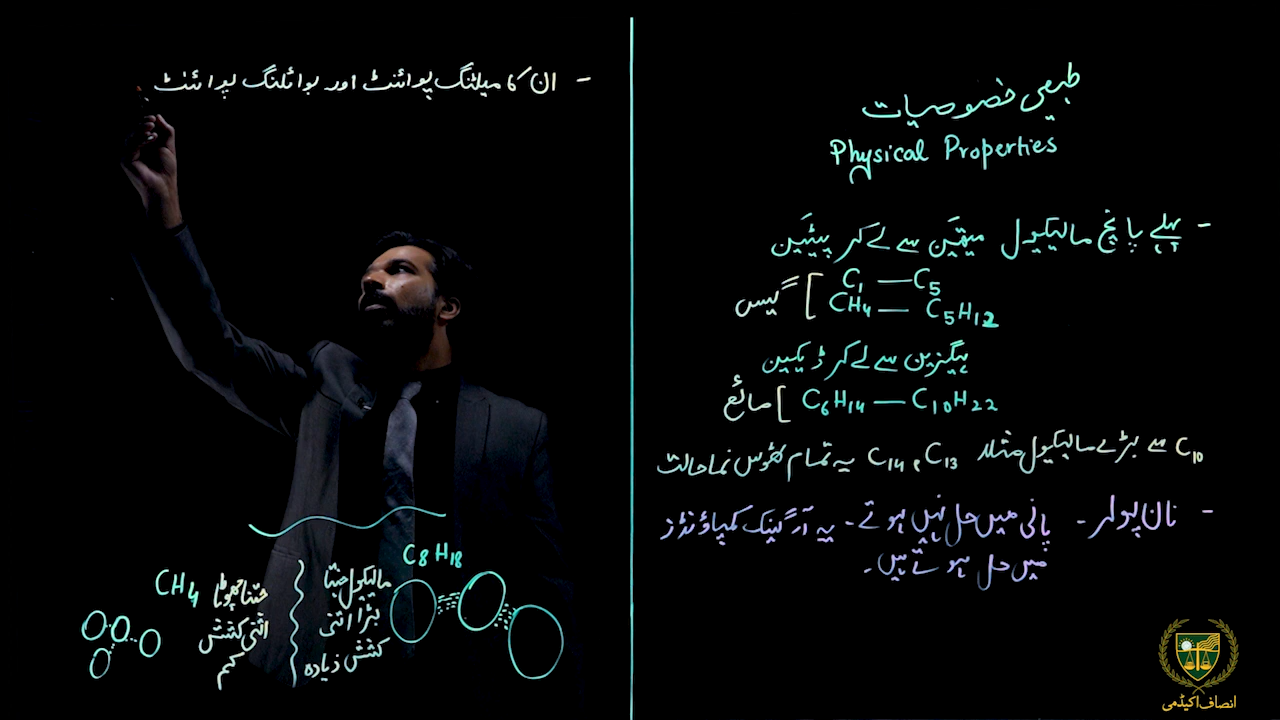 طبیعی خصوصیات
Physical Properties
- پہلے پانچ مالیکیول میتھین سے لے کر پینٹین
C1 — C5
گیس [ CH4 — C5H12
ہیگزین سے لے کر ڈیکین
مائع [ C6H14 — C10H22
C10 سے بڑے مالیکیول مثلاً C13 , C14 یہ تمام ٹھوس نما حالت
- نان پولر - پانی میں حل نہیں ہوتے - یہ آرگینک کمپاؤنڈز
میں حل ہوتے ہیں -
- ان کا میلٹنگ پوائنٹ اور بوائلنگ پوائنٹ
C8H18
مالیکیول جتنا
بڑا اتنی
کشش زیادہ
CH4
جتنا چھوٹا
اتنی کشش
کم
انصاف اکیڈمی